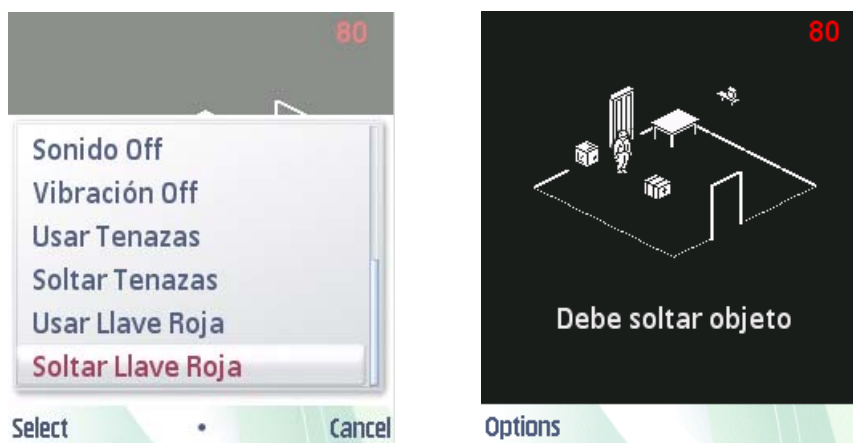 80
Sonido Off
Vibración Off
Usar Tenazas
Soltar Tenazas
Usar Llave Roja
Soltar Llave Roja
Select
Cancel
80
Debe soltar objeto
Options